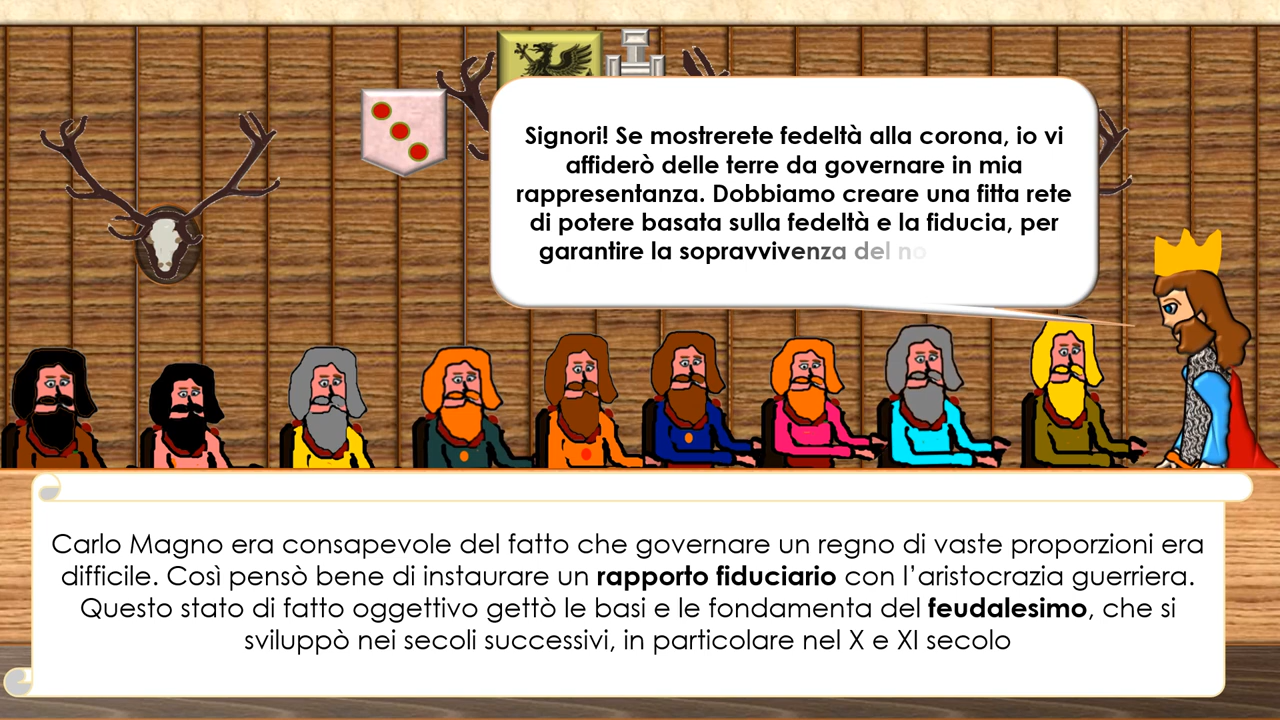 Signori! Se mostrerete fedeltà alla corona, io vi
affiderò delle terre da governare in mia
rappresentanza. Dobbiamo creare una fitta rete
di potere basata sulla fedeltà e la fiducia, per
garantire la sopravvivenza del no
Carlo Magno era consapevole del fatto che governare un regno di vaste proporzioni era
difficile. Così pensò bene di instaurare un rapporto fiduciario con l’aristocrazia guerriera.
Questo stato di fatto oggettivo gettò le basi e le fondamenta del feudalesimo, che si
sviluppò nei secoli successivi, in particolare nel X e XI secolo